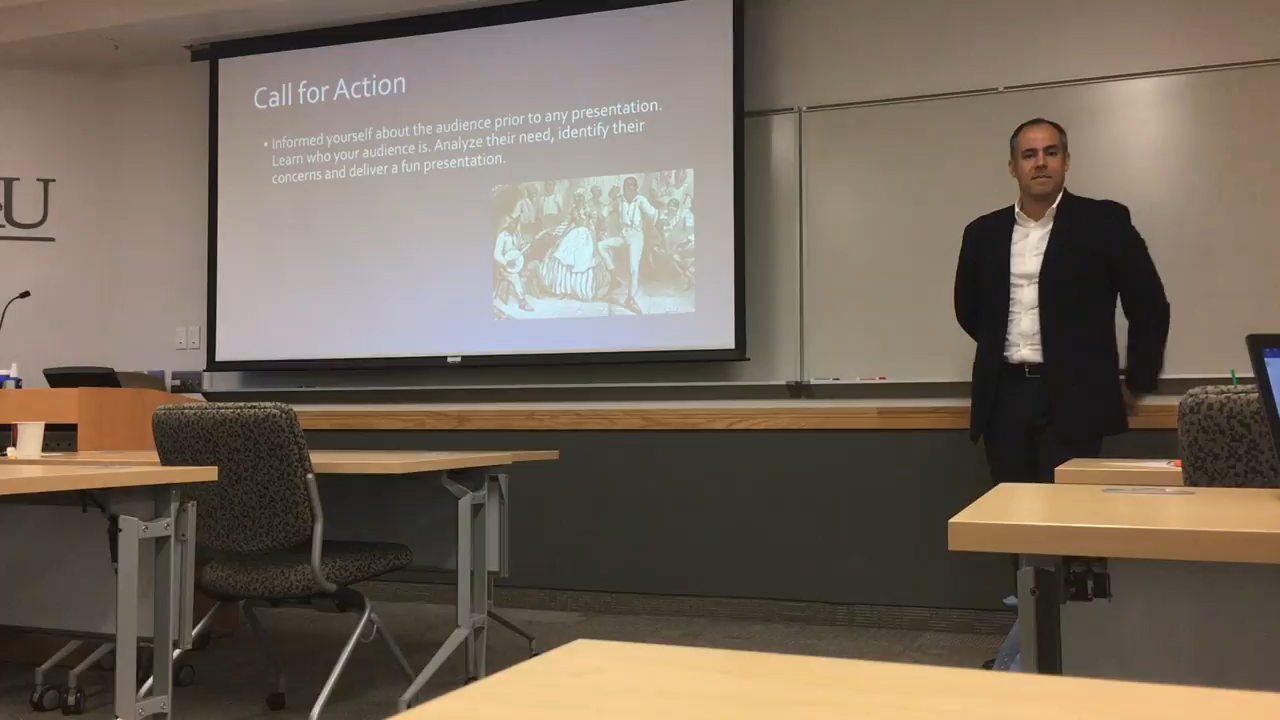 Call for Action
• Informed yourself about the audience prior to any presentation.
Learn who your audience is. Analyze their need, identify their
concerns and deliver a fun presentation.
U